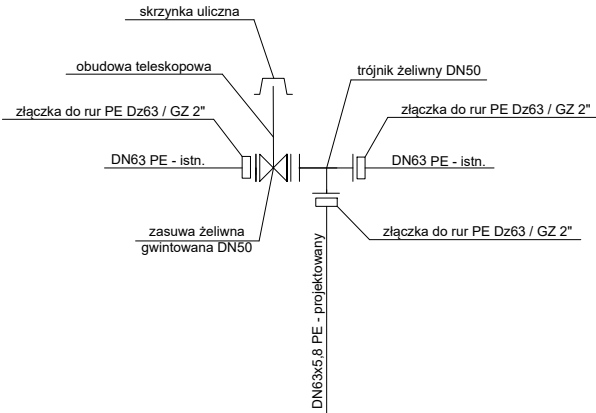 skrzynka uliczna
obudowa teleskopowa
trójnik żeliwny DN50
złączka do rur PE Dz63 / GZ 2"
złączka do rur PE Dz63 / GZ 2"
DN63 PE - istn.
DN63 PE - istn.
zasuwa żeliwna
gwintowana DN50
złączka do rur PE Dz63 / GZ 2"
DN63x5,8 PE - projektowany